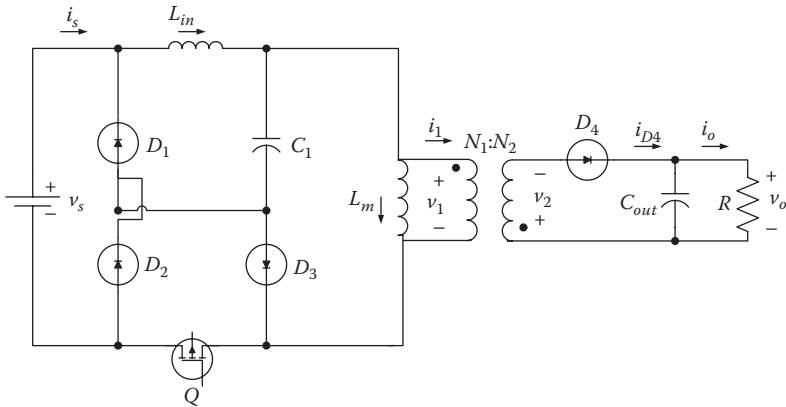 i_s
L_in
D_1
C_1
i_1
N_1:N_2
D_4
i_D4
i_o
+
v_s
−
L_m
+
v_1
−
−
v_2
+
C_out
R
+
v_o
−
D_2
D_3
Q